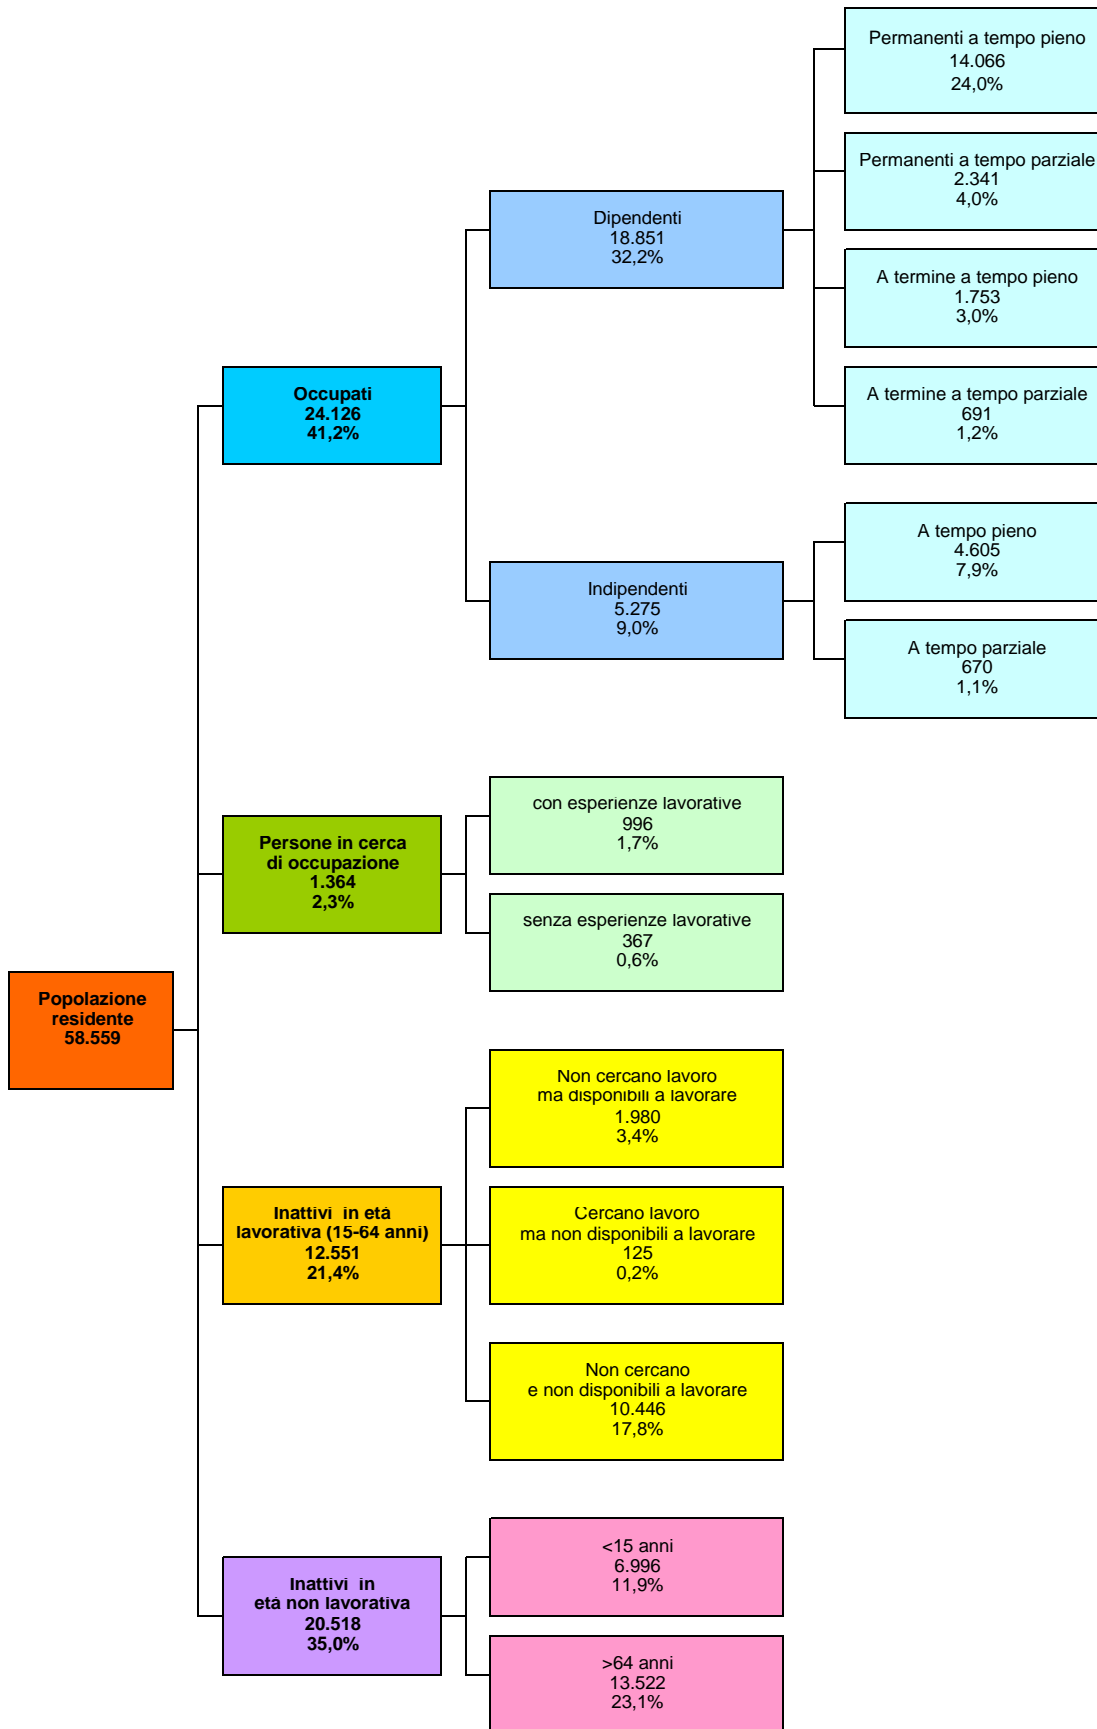 Permanenti a tempo pieno
14.066
24,0%
Permanenti a tempo parziale
2.341
4,0%
Dipendenti
18.851
32,2%
A termine a tempo pieno
1.753
3,0%
Occupati
24.126
41,2%
A termine a tempo parziale
691
1,2%
A tempo pieno
4.605
7,9%
Indipendenti
5.275
9,0%
A tempo parziale
670
1,1%
con esperienze lavorative
996
1,7%
Persone in cerca
di occupazione
1.364
2,3%
senza esperienze lavorative
367
0,6%
Popolazione
residente
58.559
Non cercano lavoro
ma disponibili a lavorare
1.980
3,4%
Inattivi in età
lavorativa (15-64 anni)
12.551
21,4%
Cercano lavoro
ma non disponibili a lavorare
125
0,2%
Non cercano
e non disponibili a lavorare
10.446
17,8%
<15 anni
6.996
11,9%
Inattivi in
età non lavorativa
20.518
35,0%
>64 anni
13.522
23,1%